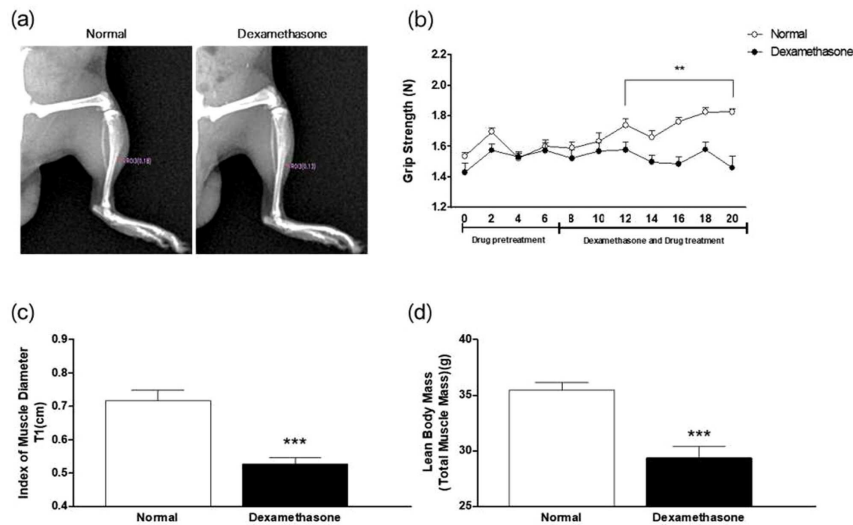 (a)
Normal
Dexamethasone
(b)
Normal
Dexamethasone
Grip Strength (N)
2.2
2.0
1.8
1.6
1.4
1.2
**
0 2 4 6 8 10 12 14 16 18 20
Drug pretreatment
Dexamethasone and Drug treatment
(c)
Index of Muscle Diameter
T1(cm)
0.9
0.8
0.7
0.6
0.5
0.4
***
Normal
Dexamethasone
(d)
Lean Body Mass
(Total Muscle Mass)(g)
40
35
30
25
***
Normal
Dexamethasone